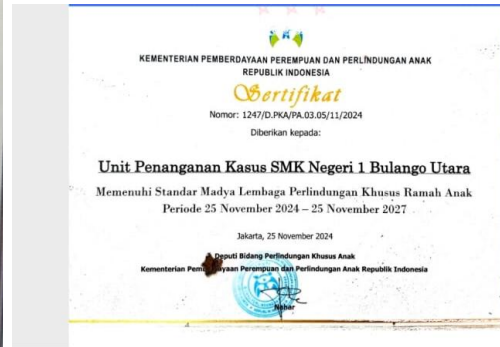 KEMENTERIAN PEMBERDAYAAN PEREMPUAN DAN PERLINDUNGAN ANAK
REPUBLIK INDONESIA
Sertifikat
Nomor: 1247/D.PKA/PA.03.05/11/2024
Diberikan kepada:
Unit Penanganan Kasus SMK Negeri 1 Bulango Utara
Memenuhi Standar Madya Lembaga Perlindungan Khusus Ramah Anak
Periode 25 November 2024 – 25 November 2027
Jakarta, 25 November 2024
Deputi Bidang Perlindungan Khusus Anak
Kementerian Pemberdayaan Perempuan dan Perlindungan Anak Republik Indonesia
Nahar